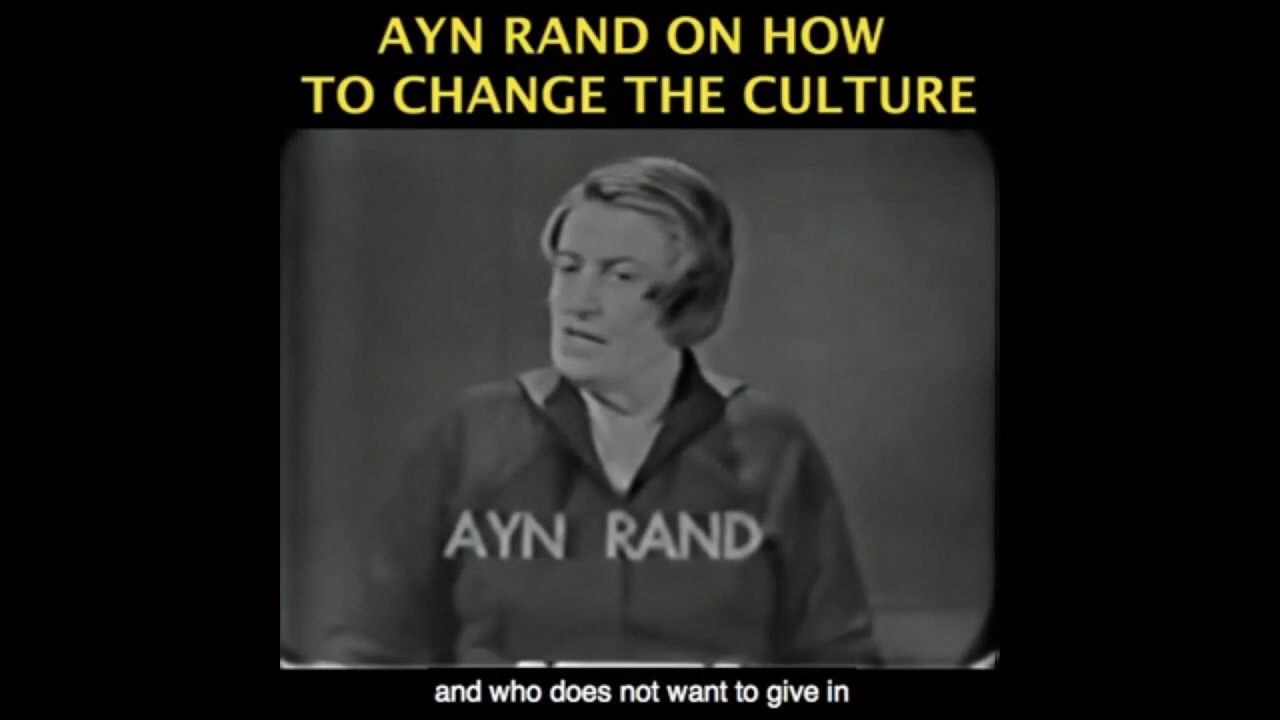 AYN RAND ON HOW
TO CHANGE THE CULTURE
AYN RAND
and who does not want to give in